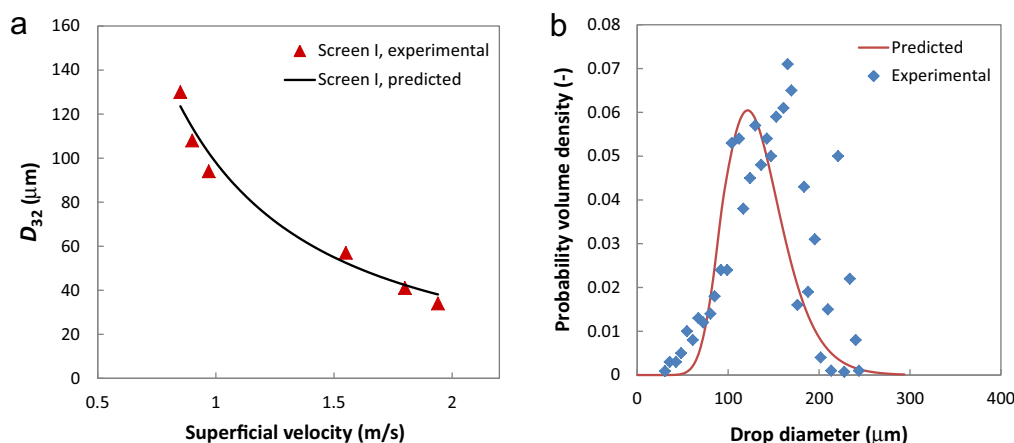 a
160
140
120
100
80
60
40
20
0
D32 (μm)
Screen I, experimental
Screen I, predicted
0.5
1
1.5
2
Superficial velocity (m/s)
b
0.08
0.07
0.06
0.05
0.04
0.03
0.02
0.01
0
Probability volume density (-)
Predicted
Experimental
0
100
200
300
400
Drop diameter (μm)